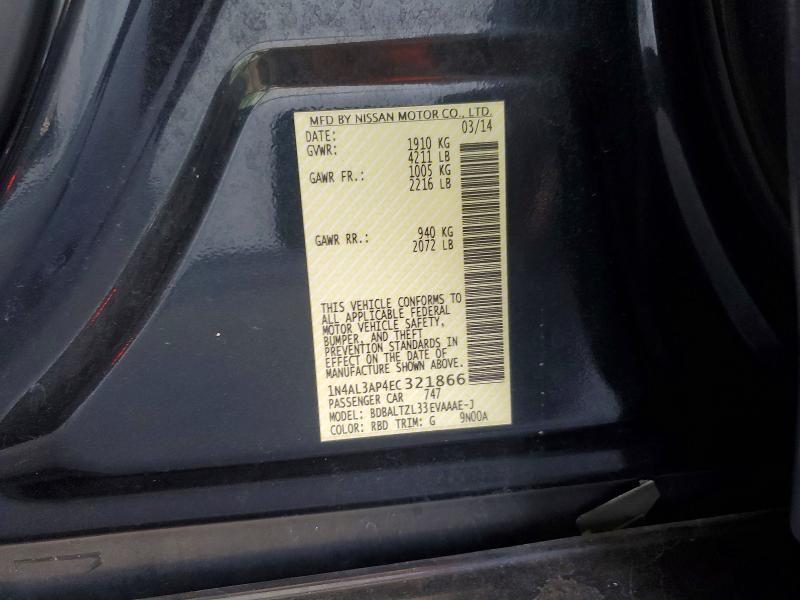 MFD BY NISSAN MOTOR CO., LTD.
DATE: 03/14
GVWR: 1910 KG
4211 LB
GAWR FR.: 1005 KG
2216 LB
GAWR RR.: 940 KG
2072 LB
THIS VEHICLE CONFORMS TO
ALL APPLICABLE FEDERAL
MOTOR VEHICLE SAFETY,
BUMPER, AND THEFT
PREVENTION STANDARDS IN
EFFECT ON THE DATE OF
MANUFACTURE SHOWN ABOVE.
1N4AL3AP4EC321866
PASSENGER CAR 747
MODEL: BDBALTZL33EVAAAE-J
COLOR: RBD TRIM: G 9N00A